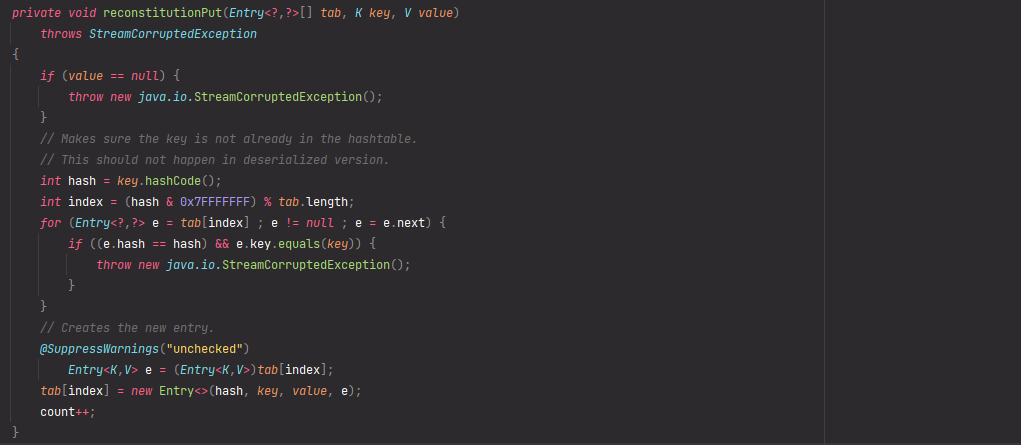 private void reconstitutionPut(Entry<?,?>[] tab, K key, V value)
    throws StreamCorruptedException
{
    if (value == null) {
        throw new java.io.StreamCorruptedException();
    }
    // Makes sure the key is not already in the hashtable.
    // This should not happen in deserialized version.
    int hash = key.hashCode();
    int index = (hash & 0x7FFFFFFF) % tab.length;
    for (Entry<?,?> e = tab[index] ; e != null ; e = e.next) {
        if ((e.hash == hash) && e.key.equals(key)) {
            throw new java.io.StreamCorruptedException();
        }
    }
    // Creates the new entry.
    @SuppressWarnings("unchecked")
        Entry<K,V> e = (Entry<K,V>)tab[index];
    tab[index] = new Entry<>(hash, key, value, e);
    count++;
}